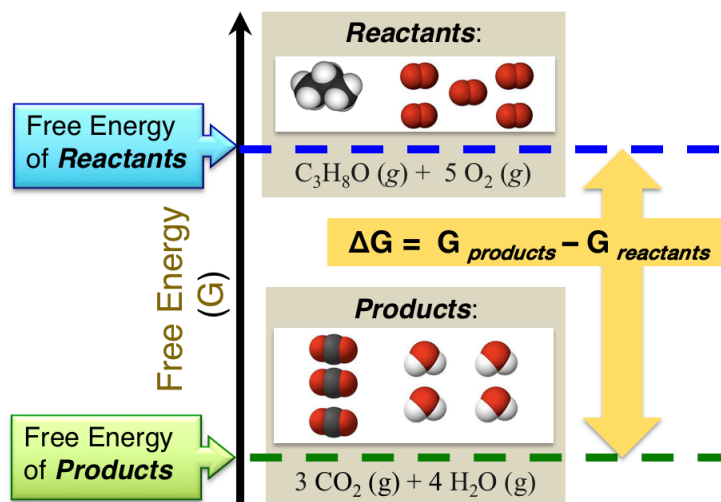 Reactants:
Free Energy
of Reactants
C₃H₈O (g) + 5 O₂ (g)
ΔG = G products – G reactants
Free Energy
(G)
Products:
Free Energy
of Products
3 CO₂ (g) + 4 H₂O (g)